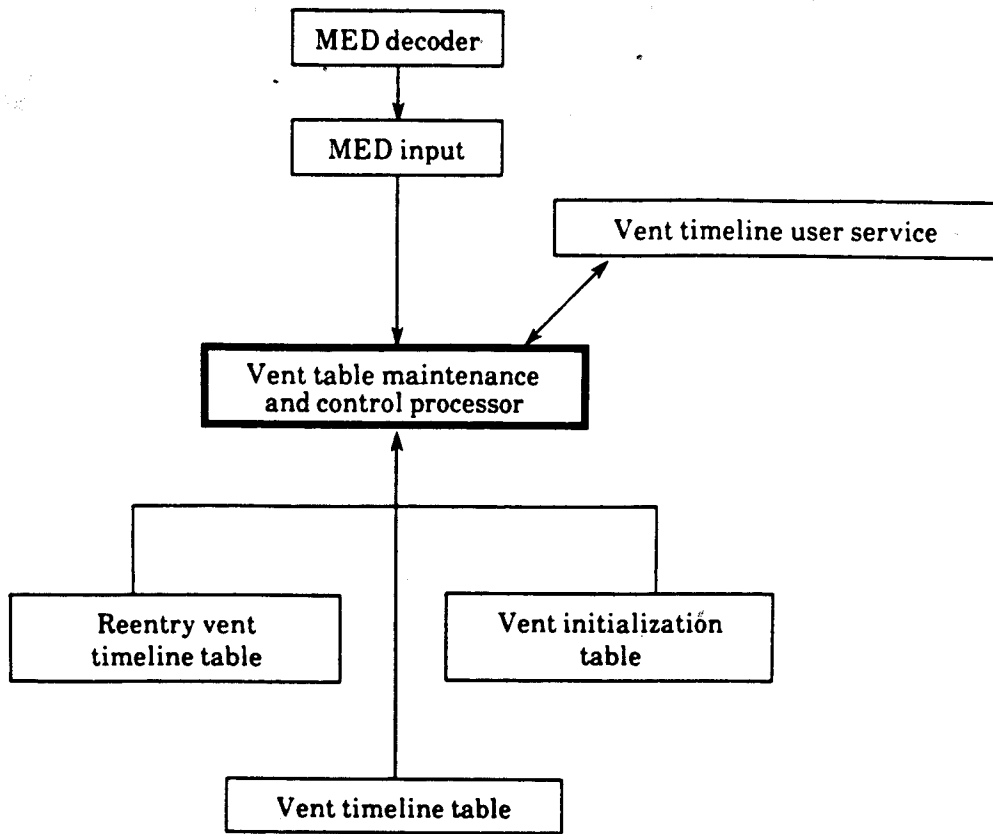 MED decoder
MED input
Vent timeline user service
Vent table maintenance
and control processor
Reentry vent
timeline table
Vent initialization
table
Vent timeline table